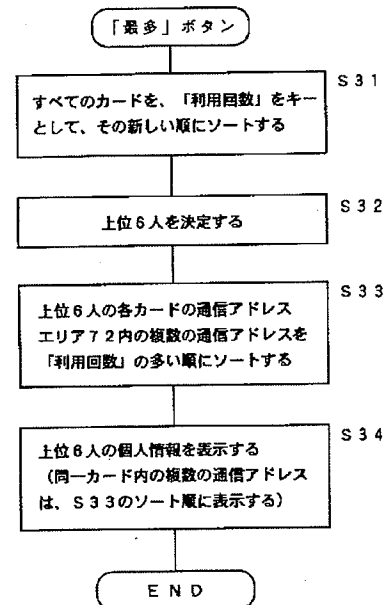 「最多」ボタン
S31
すべてのカードを、「利用回数」をキー
として、その新しい順にソートする
S32
上位6人を決定する
S33
上位6人の各カードの通信アドレス
エリア72内の複数の通信アドレスを
「利用回数」の多い順にソートする
S34
上位6人の個人情報を表示する
(同一カード内の複数の通信アドレス
は、S33のソート順に表示する)
END